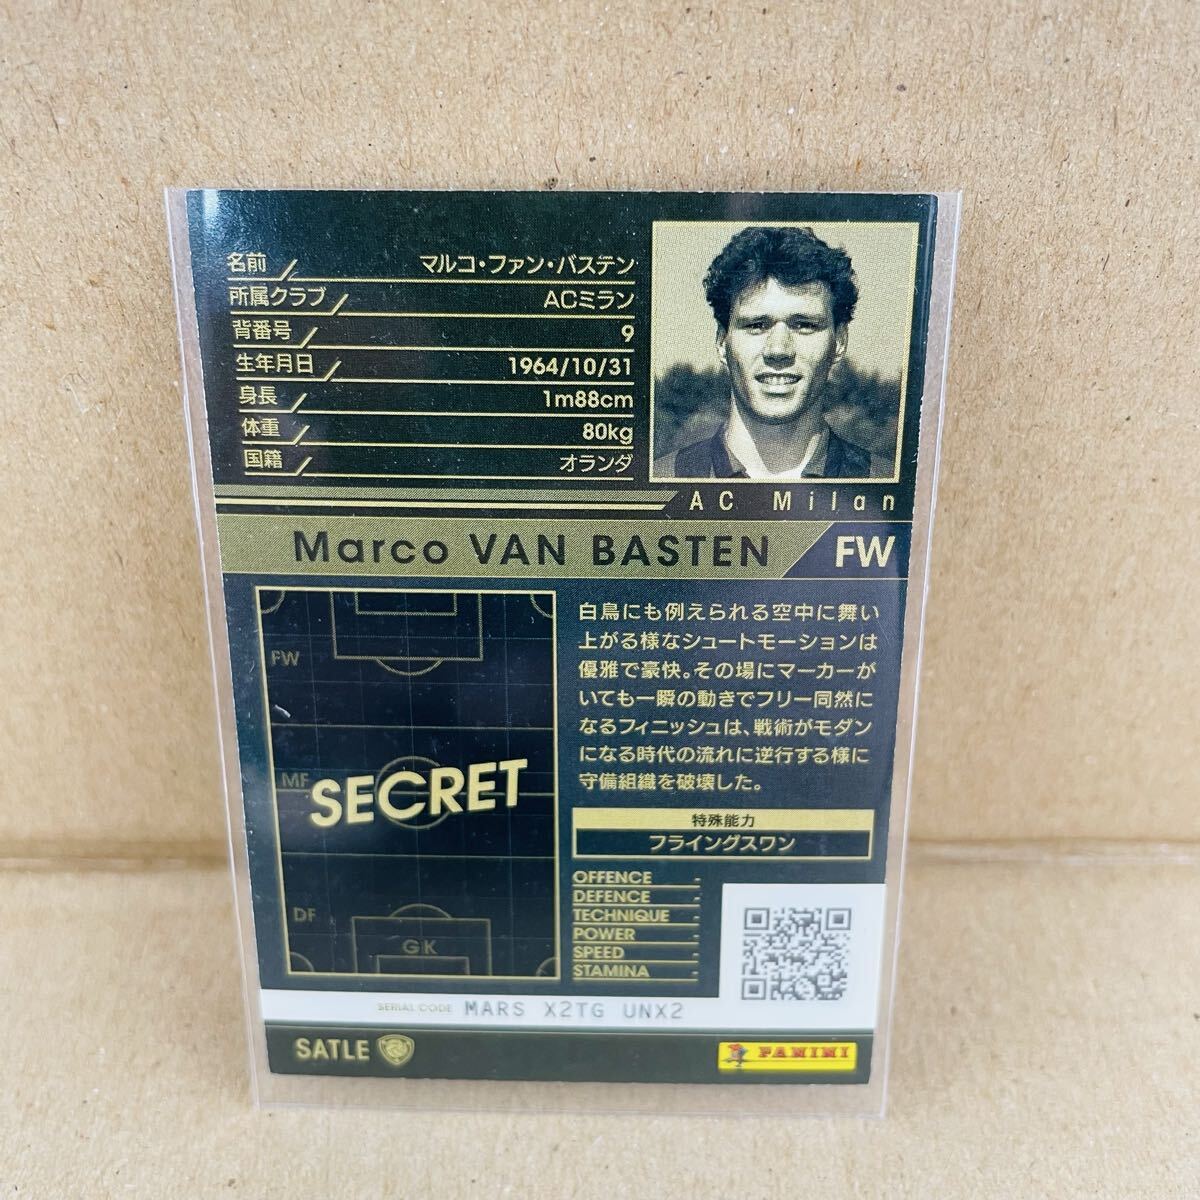 名前 マルコ・ファン・バステン
所属クラブ ACミラン
背番号 9
生年月日 1964/10/31
身長 1m88cm
体重 80kg
国籍 オランダ
AC Milan
Marco VAN BASTEN FW
FW
MF
SECRET
DF
GK
白鳥にも例えられる空中に舞い
上がる様なシュートモーションは
優雅で豪快。その場にマーカーが
いても一瞬の動きでフリー同然に
なるフィニッシュは、戦術がモダン
になる時代の流れに逆行する様に
守備組織を破壊した。
特殊能力
フライングスワン
OFFENCE -
DEFENCE -
TECHNIQUE -
POWER -
SPEED -
STAMINA -
SERIAL CODE MARS X2TG UNX2
SATLE
PANINI